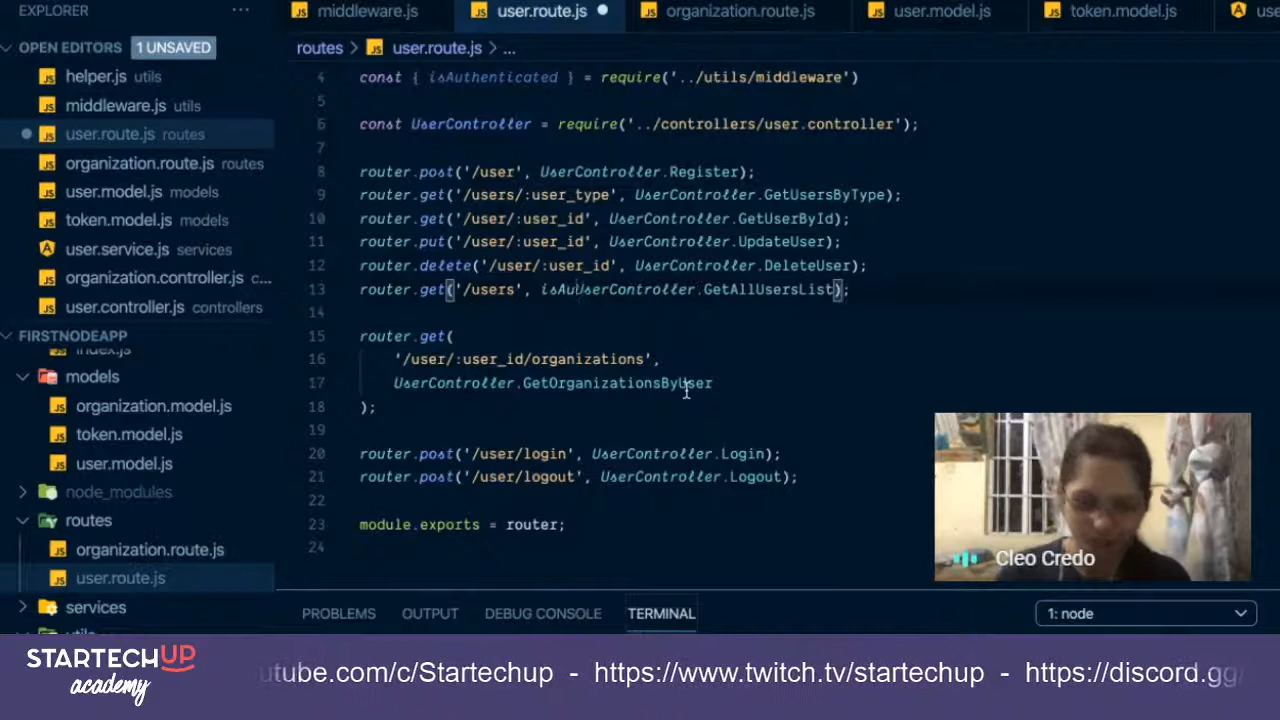 EXPLORER
...
OPEN EDITORS 1 UNSAVED
helper.js utils
middleware.js utils
user.route.js routes
organization.route.js routes
user.model.js models
token.model.js models
user.service.js services
organization.controller.js c...
user.controller.js controllers
FIRSTNODEAPP
index.js
models
organization.model.js
token.model.js
user.model.js
node_modules
routes
organization.route.js
user.route.js
services
middleware.js
user.route.js
organization.route.js
user.model.js
token.model.js
routes > user.route.js > ...
4 const { isAuthenticated } = require('../utils/middleware')
5
6 const UserController = require('../controllers/user.controller');
7
8 router.post('/user', UserController.Register);
9 router.get('/users/:user_type', UserController.GetUsersByType);
10 router.get('/user/:user_id', UserController.GetUserById);
11 router.put('/user/:user_id', UserController.UpdateUser);
12 router.delete('/user/:user_id', UserController.DeleteUser);
13 router.get('/users', isAuUserController.GetAllUsersList);
14
15 router.get(
16 '/user/:user_id/organizations',
17 UserController.GetOrganizationsByUser
18 );
19
20 router.post('/user/login', UserController.Login);
21 router.post('/user/logout', UserController.Logout);
22
23 module.exports = router;
24
Cleo Credo
PROBLEMS OUTPUT DEBUG CONSOLE TERMINAL 1: node
STARTECHUP
academy
utube.com/c/Startechup - https://www.twitch.tv/startechup - https://discord.gg/